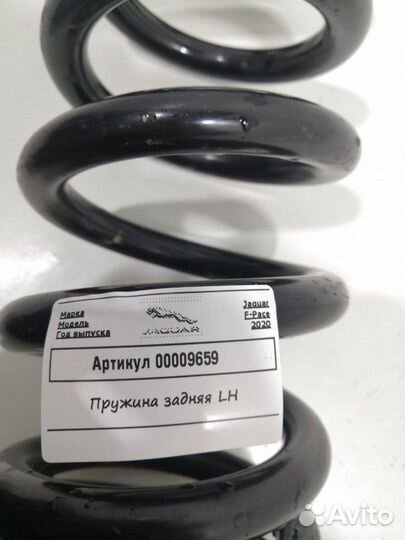 Марка Jaguar
Модель F-Pace
Год выпуска 2020
JAGUAR
Артикул 00009659
Пружина задняя LH
Avito